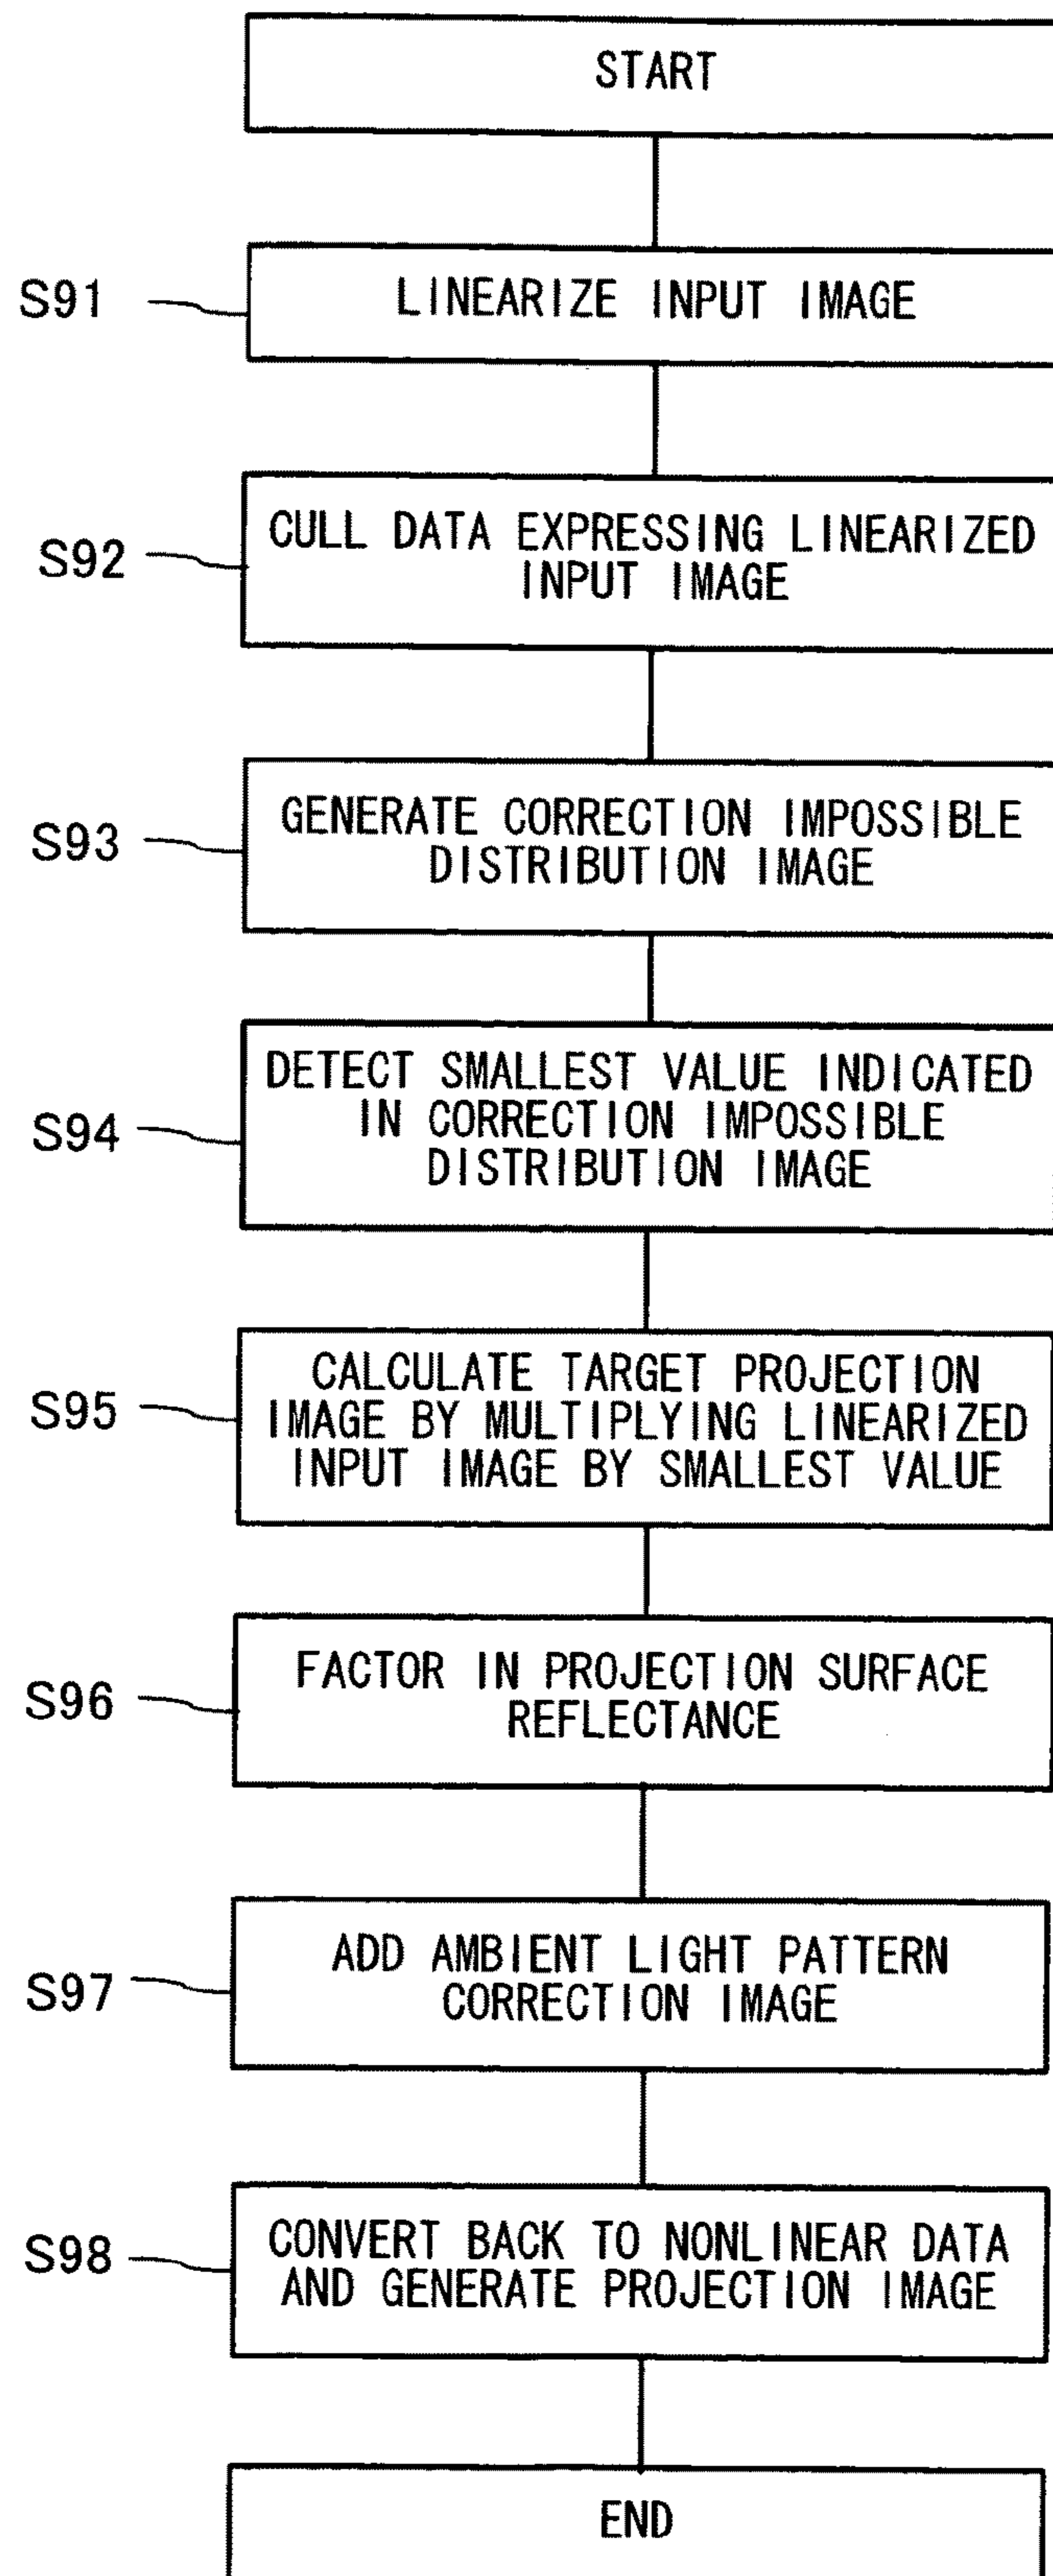 START
S91
LINEARIZE INPUT IMAGE
S92
CULL DATA EXPRESSING LINEARIZED
INPUT IMAGE
S93
GENERATE CORRECTION IMPOSSIBLE
DISTRIBUTION IMAGE
S94
DETECT SMALLEST VALUE INDICATED
IN CORRECTION IMPOSSIBLE
DISTRIBUTION IMAGE
S95
CALCULATE TARGET PROJECTION
IMAGE BY MULTIPLYING LINEARIZED
INPUT IMAGE BY SMALLEST VALUE
S96
FACTOR IN PROJECTION SURFACE
REFLECTANCE
S97
ADD AMBIENT LIGHT PATTERN
CORRECTION IMAGE
S98
CONVERT BACK TO NONLINEAR DATA
AND GENERATE PROJECTION IMAGE
END